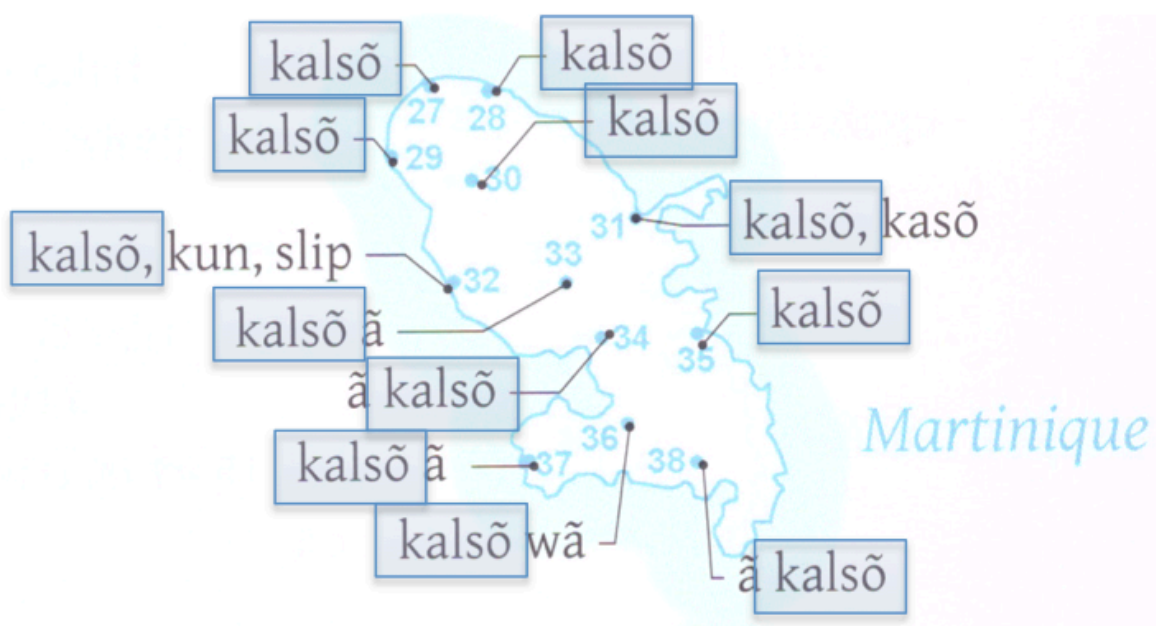 kalsõ
kalsõ
27
28
kalsõ
kalsõ
29
30
kalsõ, kasõ
31
kalsõ, kun, slip
32
33
kalsõ
kalsõ ã
34
35
ã kalsõ
Martinique
36
kalsõ ã
37
38
kalsõ wã
ã kalsõ